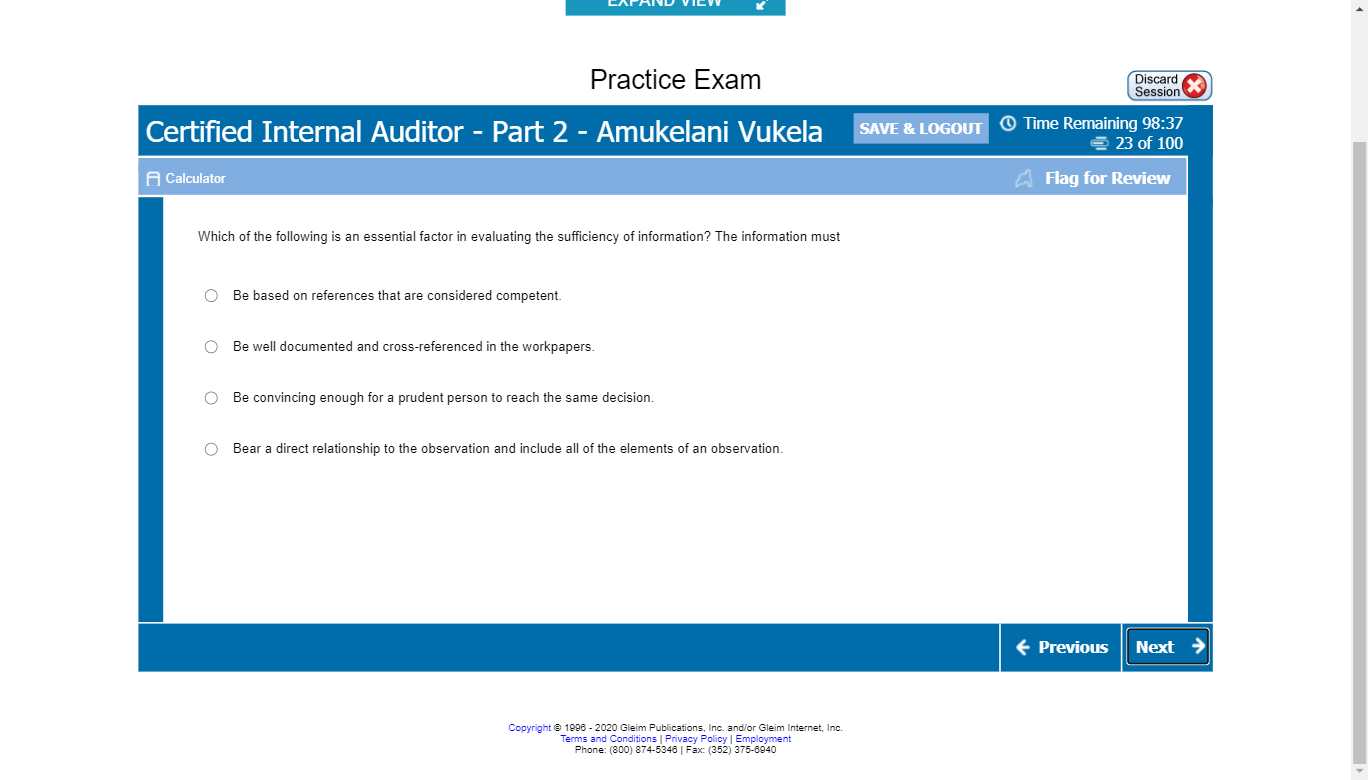 EXPAND VIEW
Practice Exam
Discard
Session
Certified Internal Auditor - Part 2 - Amukelani Vukela
SAVE & LOGOUT
Time Remaining 98:37
23 of 100
Calculator
Flag for Review
Which of the following is an essential factor in evaluating the sufficiency of information? The information must
Be based on references that are considered competent.
Be well documented and cross-referenced in the workpapers.
Be convincing enough for a prudent person to reach the same decision.
Bear a direct relationship to the observation and include all of the elements of an observation.
Previous
Next
Copyright © 1996 - 2020 Gleim Publications, Inc. and/or Gleim Internet, Inc.
Terms and Conditions | Privacy Policy | Employment
Phone: (800) 874-5346 | Fax: (352) 375-6940